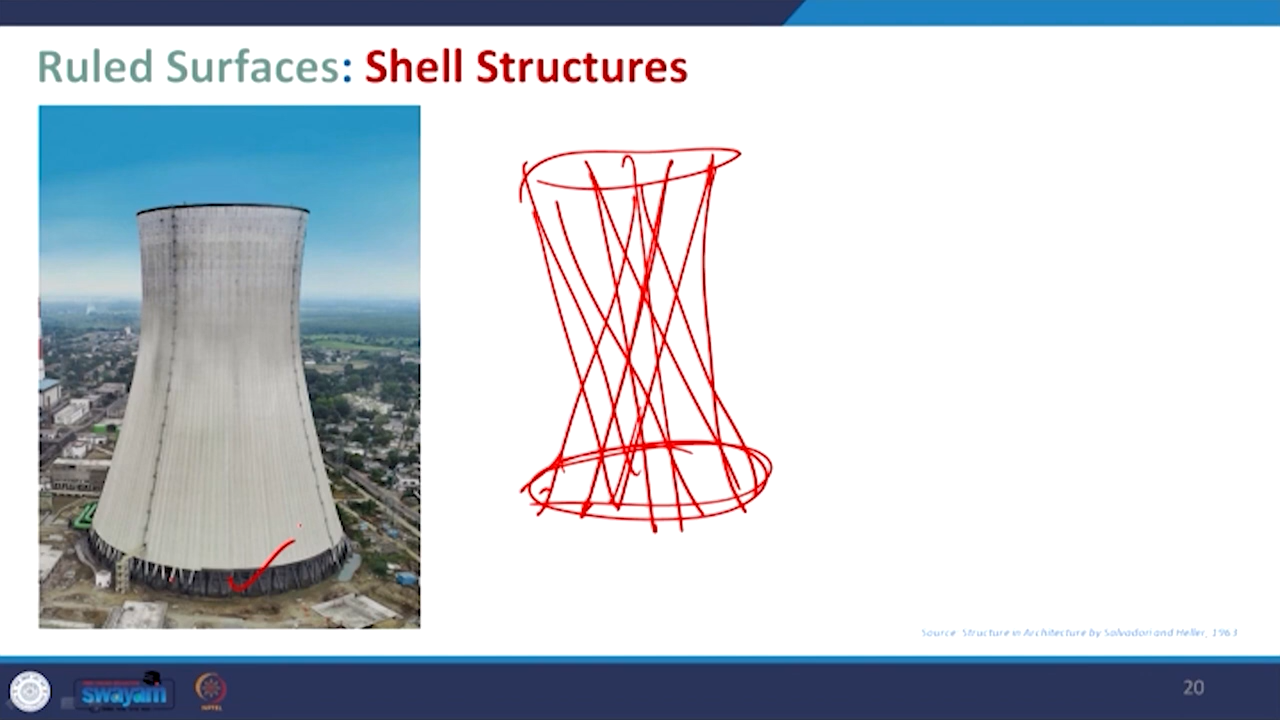 Ruled Surfaces: Shell Structures
Source: Structure in Architecture by Salvadori and Heller, 1963
swayam
20